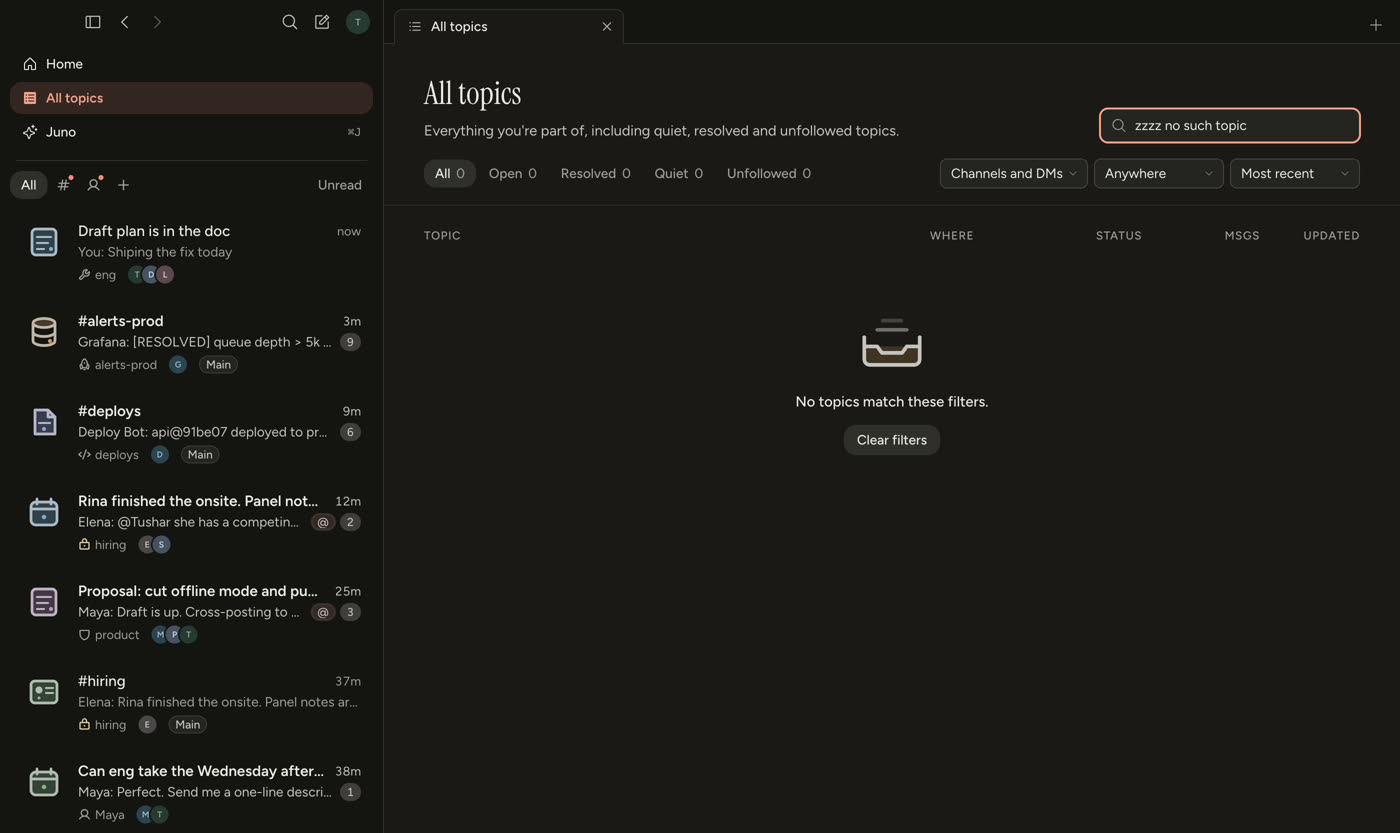 T
Home
All topics
Juno ⌘J
All # + Unread
Draft plan is in the doc now
You: Shiping the fix today
eng T D L
#alerts-prod 3m
Grafana: [RESOLVED] queue depth > 5k ... 9
alerts-prod G Main
#deploys 9m
Deploy Bot: api@91be07 deployed to pr... 6
deploys D Main
Rina finished the onsite. Panel not... 12m
Elena: @Tushar she has a competin... @ 2
hiring E S
Proposal: cut offline mode and pu... 25m
Maya: Draft is up. Cross-posting to ... @ 3
product M P T
#hiring 37m
Elena: Rina finished the onsite. Panel notes ar...
hiring E Main
Can eng take the Wednesday after... 38m
Maya: Perfect. Send me a one-line descri... 1
Maya M T
All topics
All topics
Everything you're part of, including quiet, resolved and unfollowed topics.
zzzz no such topic
All 0 Open 0 Resolved 0 Quiet 0 Unfollowed 0 Channels and DMs Anywhere Most recent
TOPIC WHERE STATUS MSGS UPDATED
No topics match these filters.
Clear filters